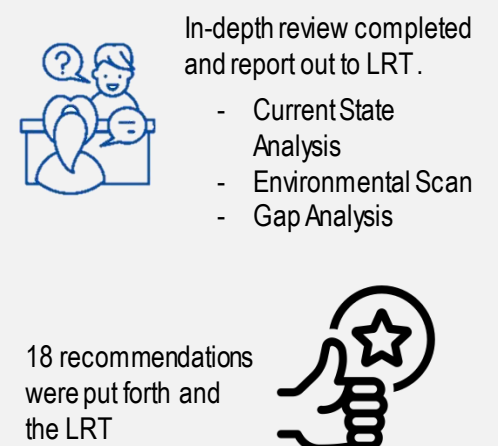 In-depth review completed
and report out to LRT.
- Current State
Analysis
- Environmental Scan
- Gap Analysis
?
18 recommendations
were put forth and
the LRT